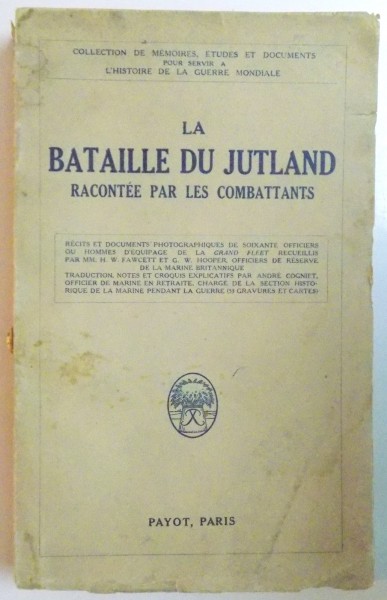 COLLECTION DE MÉMOIRES, ÉTUDES ET DOCUMENTS
POUR SERVIR A
L'HISTOIRE DE LA GUERRE MONDIALE
LA
BATAILLE DU JUTLAND
RACONTÉE PAR LES COMBATTANTS
RÉCITS ET DOCUMENTS PHOTOGRAPHIQUES DE SOIXANTE OFFICIERS
OU HOMMES D'ÉQUIPAGE DE LA GRAND FLEET RECUEILLIS
PAR MM. H. W. FAWCETT ET G. W. HOOPER, OFFICIERS DE RÉSERVE
DE LA MARINE BRITANNIQUE
TRADUCTION, NOTES ET CROQUIS EXPLICATIFS PAR ANDRÉ COGNIET,
OFFICIER DE MARINE EN RETRAITE, CHARGÉ DE LA SECTION HISTO-
RIQUE DE LA MARINE PENDANT LA GUERRE GRAVURES ET CARTES)
PAYOT, PARIS